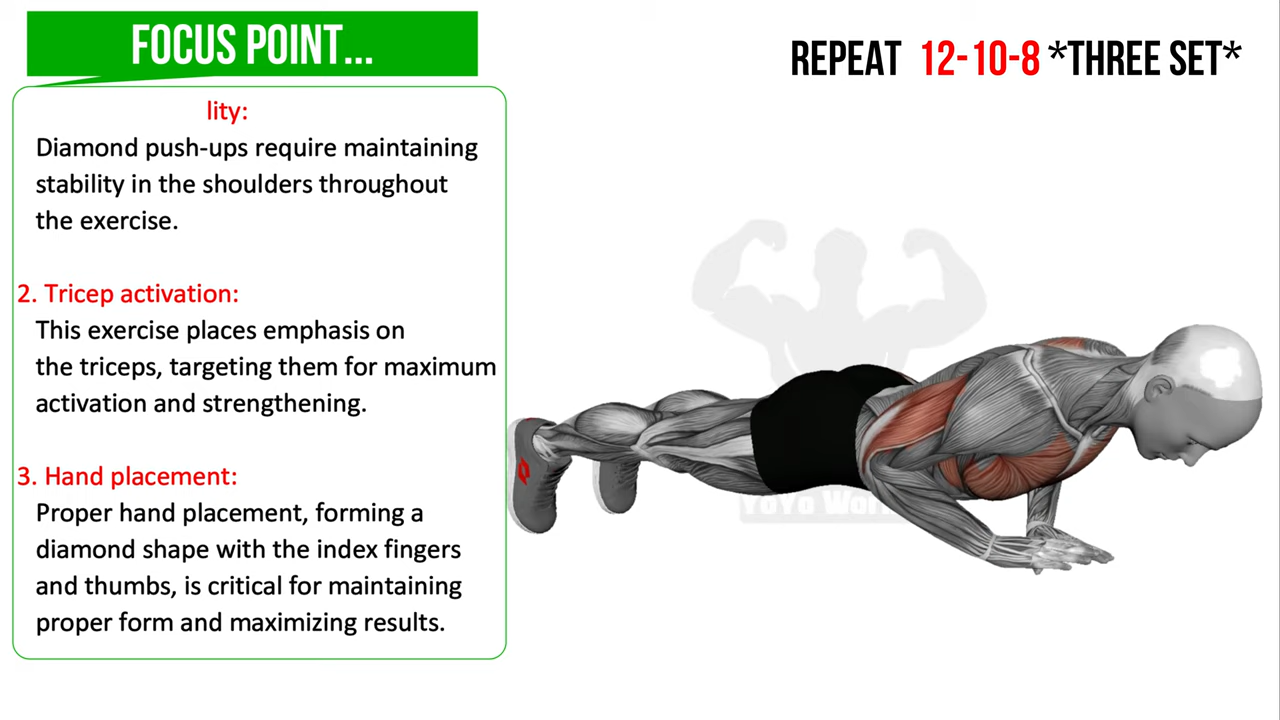 FOCUS POINT...
REPEAT 12-10-8 *THREE SET*
lity:
Diamond push-ups require maintaining
stability in the shoulders throughout
the exercise.
2. Tricep activation:
This exercise places emphasis on
the triceps, targeting them for maximum
activation and strengthening.
3. Hand placement:
Proper hand placement, forming a
diamond shape with the index fingers
and thumbs, is critical for maintaining
proper form and maximizing results.
YoYo Wor